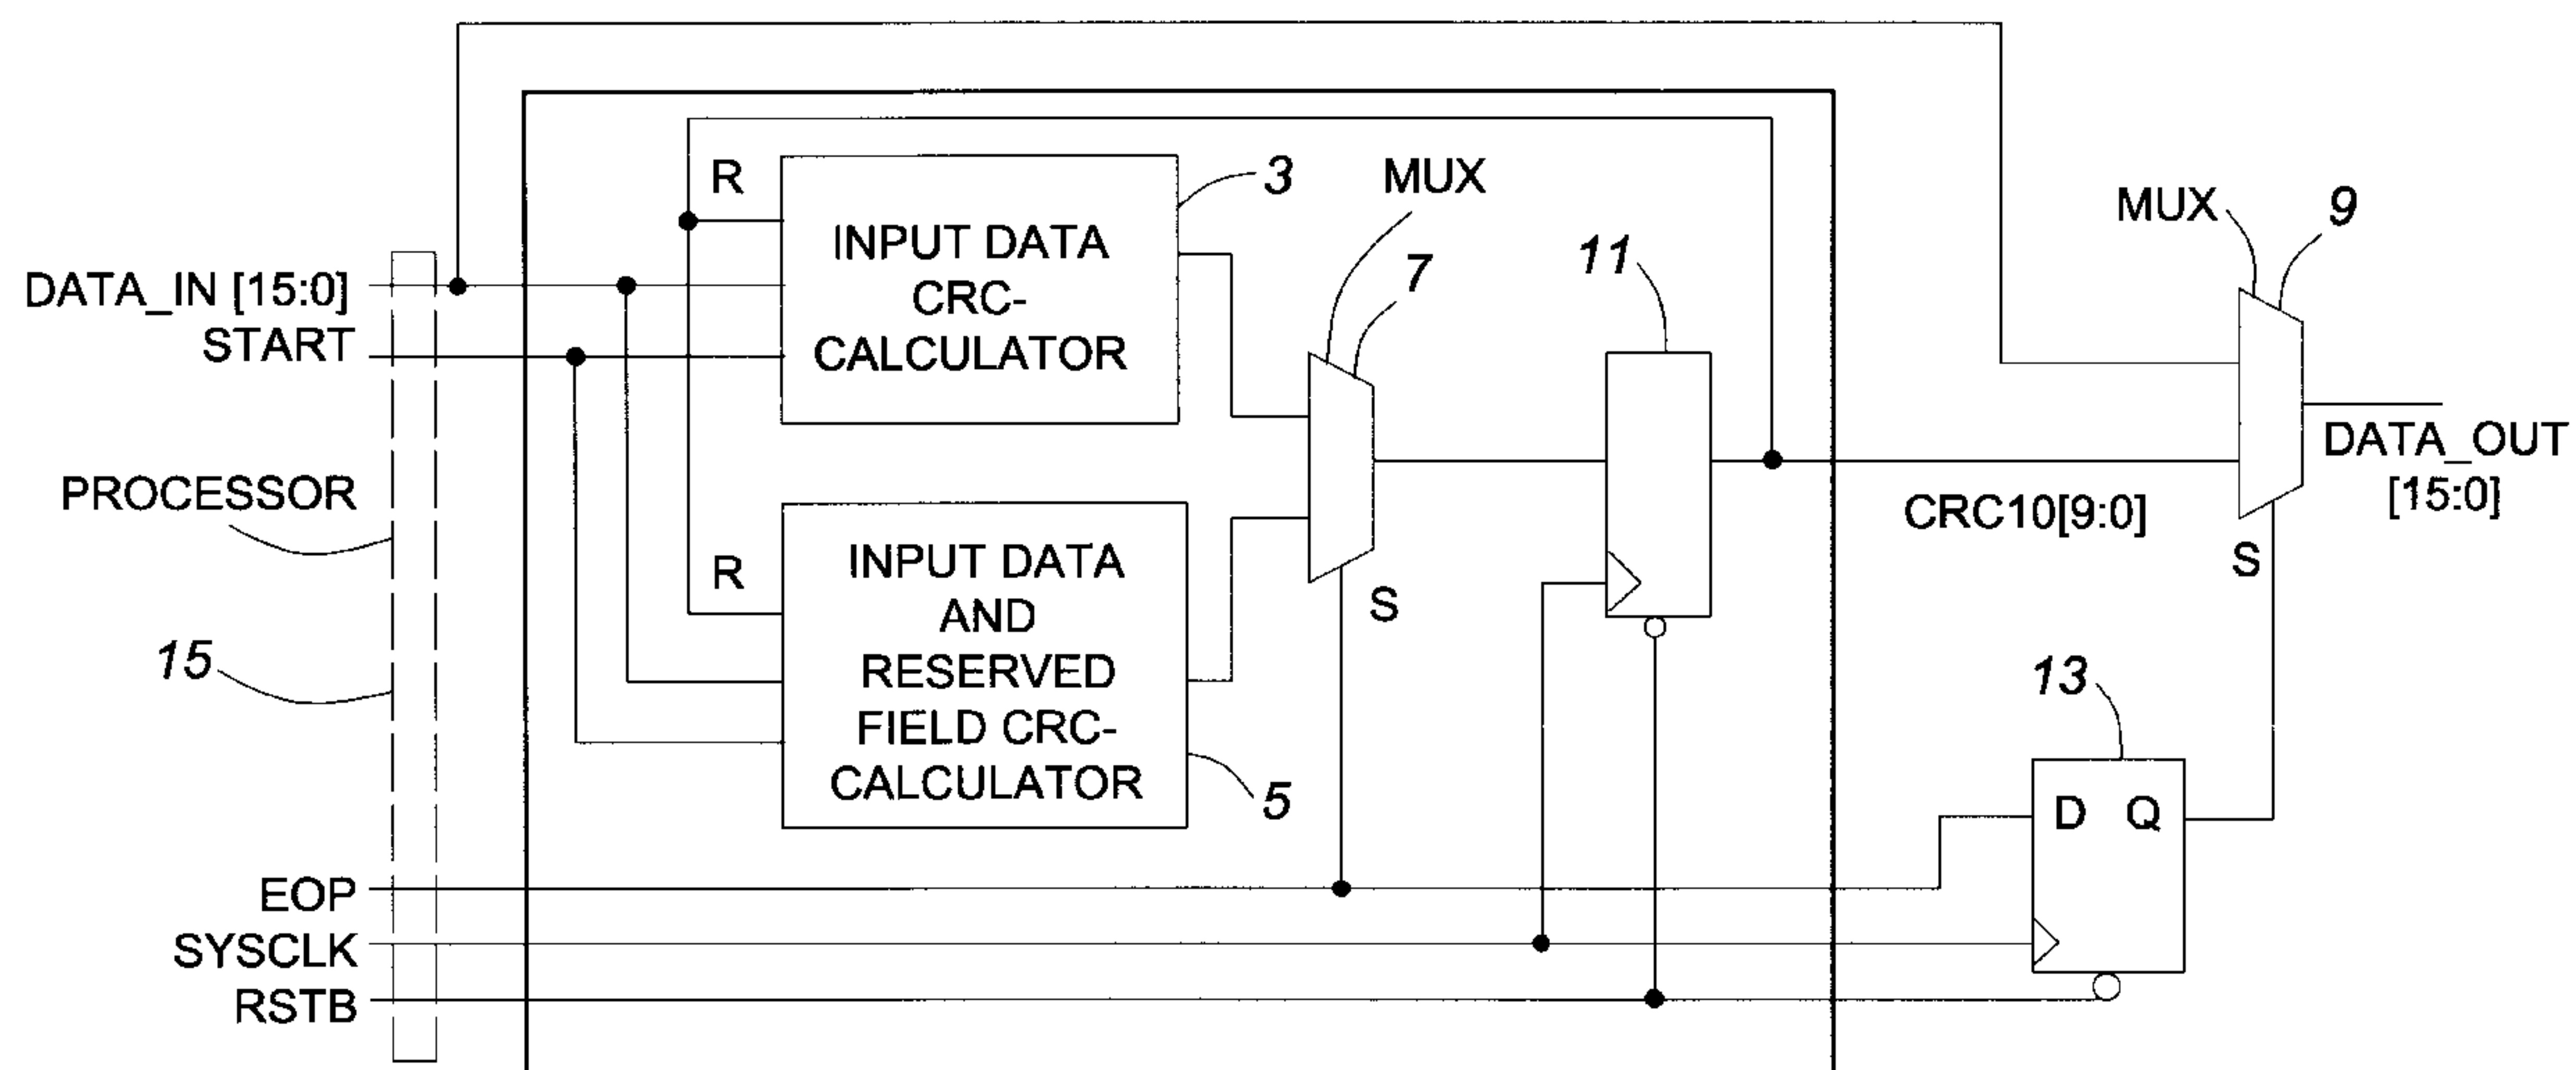 R
3
MUX
MUX
9
INPUT DATA
CRC-
CALCULATOR
7
11
DATA_IN [15:0]
START
DATA_OUT
[15:0]
PROCESSOR
CRC10[9:0]
S
R
INPUT DATA
AND
RESERVED
FIELD CRC-
CALCULATOR
S
15
13
5
D Q
EOP
SYSCLK
RSTB